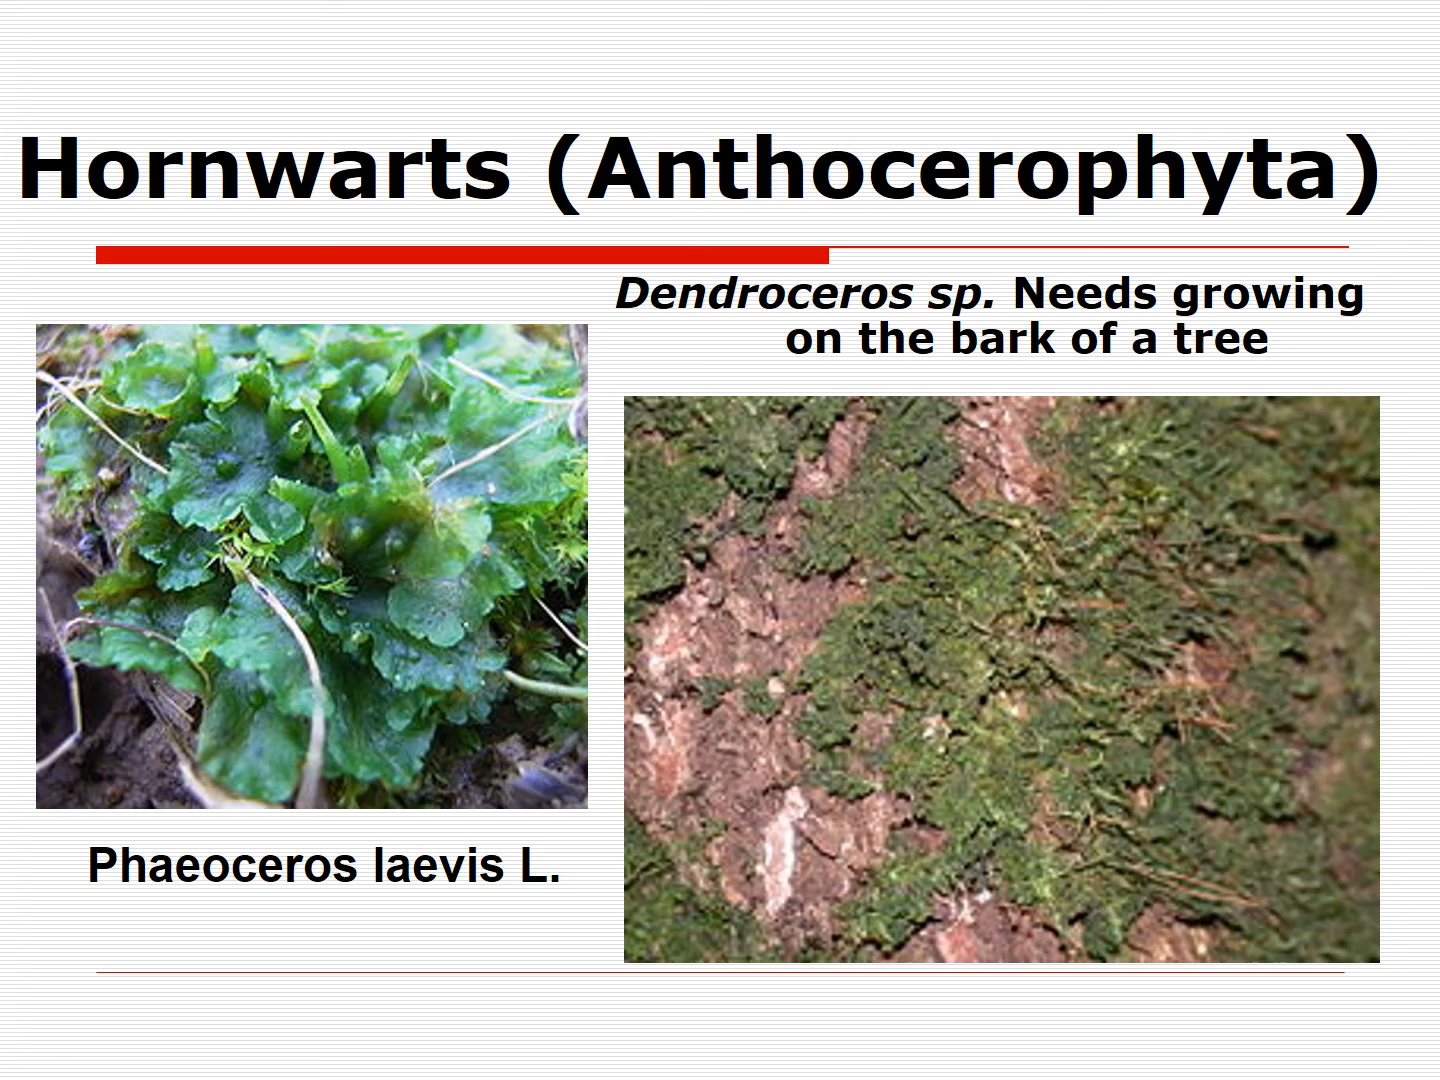 Hornwarts (Anthocerophyta)
Dendroceros sp. Needs growing
on the bark of a tree
Phaeoceros laevis L.